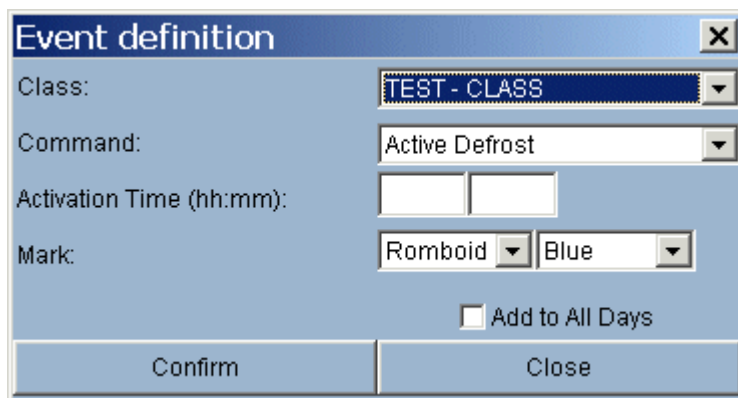 Event definition
Class: TEST - CLASS
Command: Active Defrost
Activation Time (hh:mm):
Mark: Romboid Blue
Add to All Days
Confirm Close